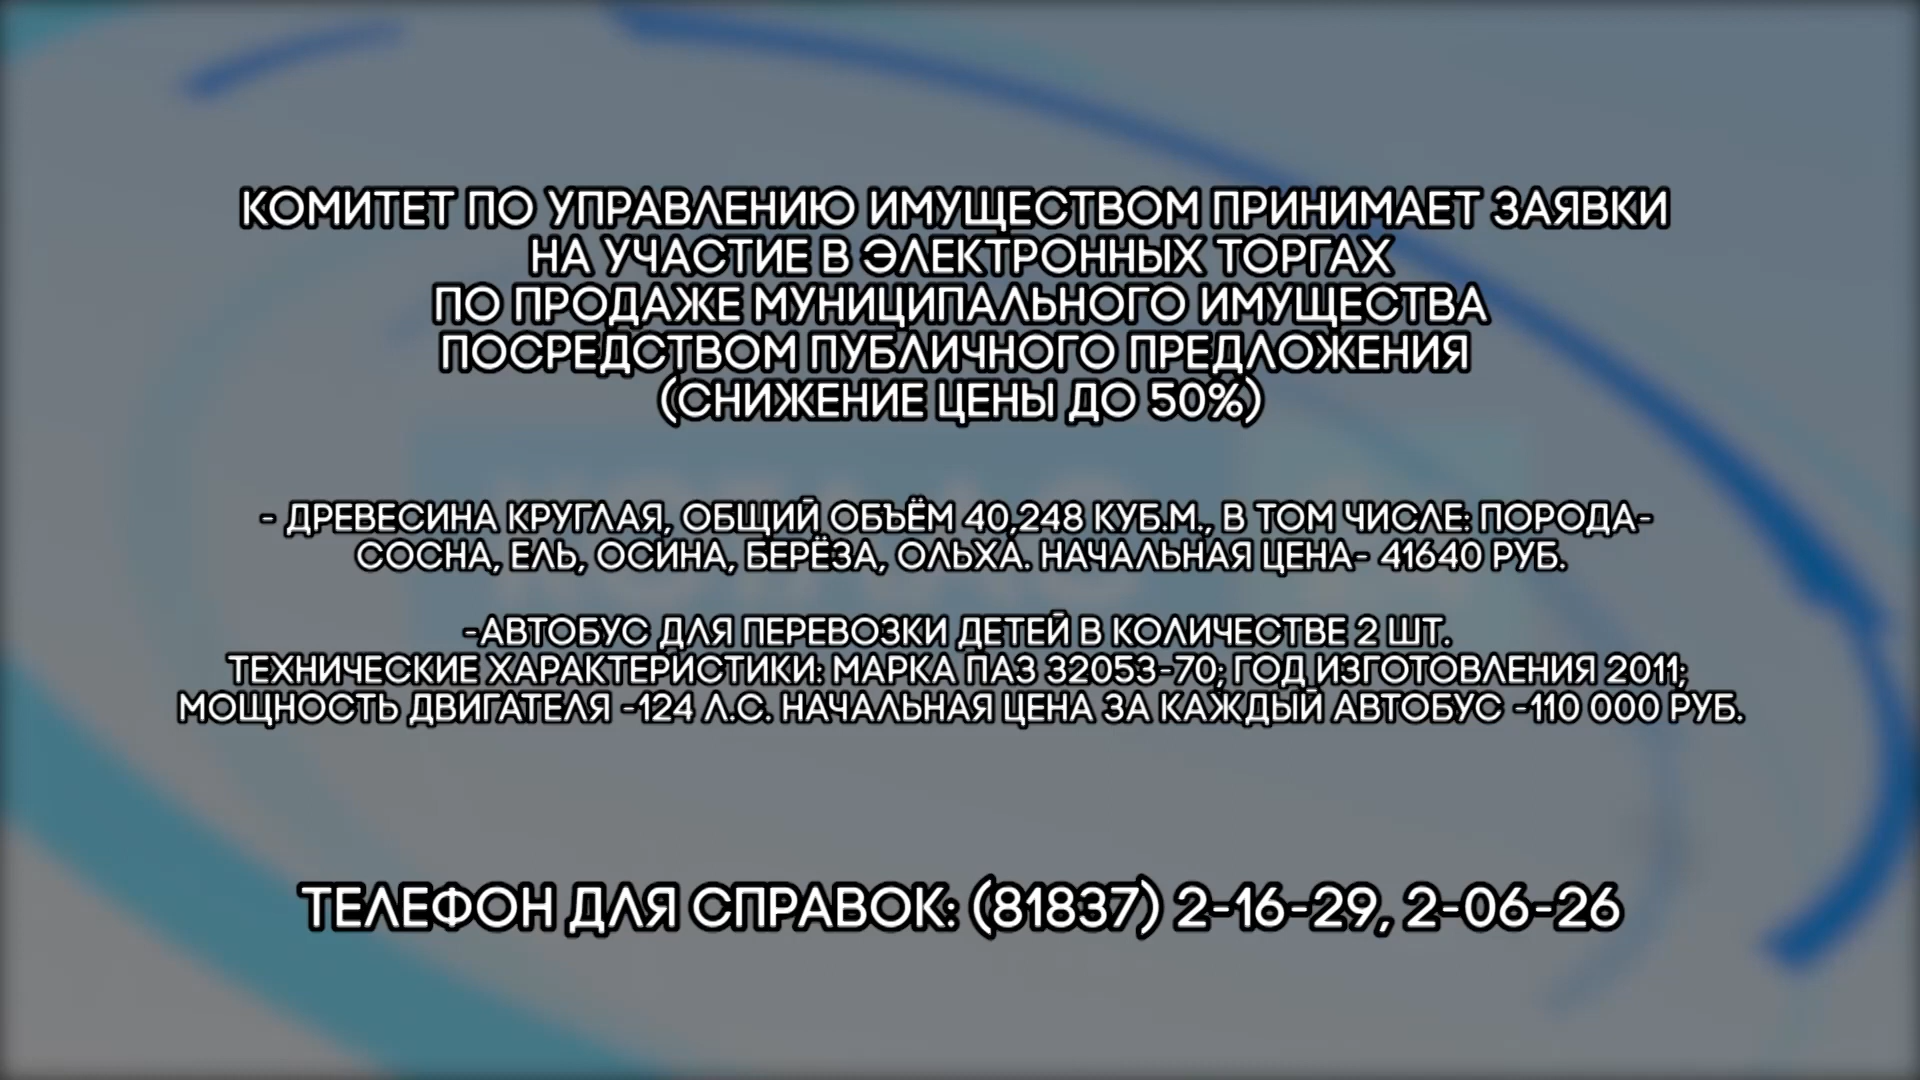 КОМИТЕТ ПО УПРАВЛЕНИЮ ИМУЩЕСТВОМ ПРИНИМАЕТ ЗАЯВКИ
НА УЧАСТИЕ В ЭЛЕКТРОННЫХ ТОРГАХ
ПО ПРОДАЖЕ МУНИЦИПАЛЬНОГО ИМУЩЕСТВА
ПОСРЕДСТВОМ ПУБЛИЧНОГО ПРЕДЛОЖЕНИЯ
(СНИЖЕНИЕ ЦЕНЫ ДО 50%)
- ДРЕВЕСИНА КРУГЛАЯ, ОБЩИЙ ОБЪЁМ 40,248 КУБ.М., В ТОМ ЧИСЛЕ: ПОРОДА-
СОСНА, ЕЛЬ, ОСИНА, БЕРЁЗА, ОЛЬХА. НАЧАЛЬНАЯ ЦЕНА- 41640 РУБ.
-АВТОБУС ДЛЯ ПЕРЕВОЗКИ ДЕТЕЙ В КОЛИЧЕСТВЕ 2 ШТ.
ТЕХНИЧЕСКИЕ ХАРАКТЕРИСТИКИ: МАРКА ПАЗ 32053-70; ГОД ИЗГОТОВЛЕНИЯ 2011;
МОЩНОСТЬ ДВИГАТЕЛЯ -124 Л.С. НАЧАЛЬНАЯ ЦЕНА ЗА КАЖДЫЙ АВТОБУС -110 000 РУБ.
ТЕЛЕФОН ДЛЯ СПРАВОК: (81837) 2-16-29, 2-06-26